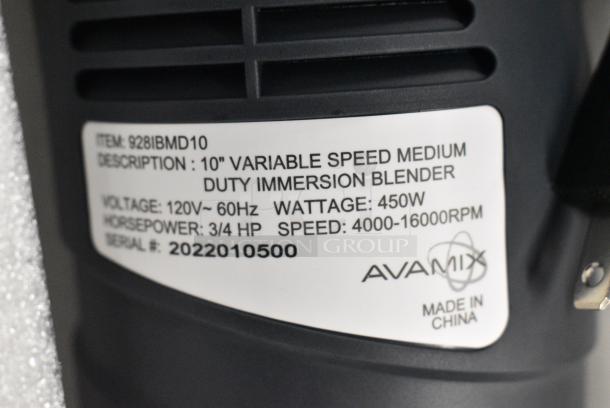 ITEM: 928IBMD10
DESCRIPTION : 10" VARIABLE SPEED MEDIUM
DUTY IMMERSION BLENDER
VOLTAGE: 120V~ 60Hz WATTAGE: 450W
HORSEPOWER: 3/4 HP SPEED: 4000-16000RPM
SERIAL #: 2022010500
GROUP
AVAMIX
MADE IN
CHINA